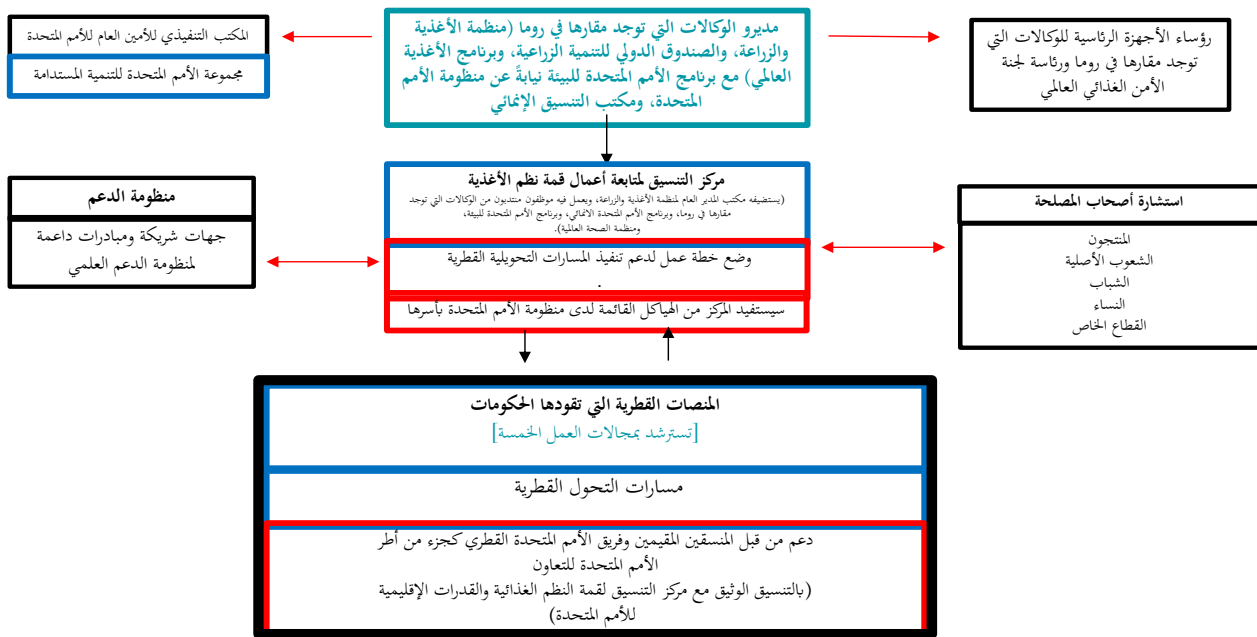 مديرو الوكالات التي توجد مقارها في روما (منظمة الأغذية
والزراعة، والصندوق الدولي للتنمية الزراعية، وبرنامج الأغذية
العالمي) مع برنامج الأمم المتحدة للبيئة نيابةً عن منظومة الأمم
المتحدة، ومكتب التنسيق الإنمائي
رؤساء الأجهزة الرئاسية للوكالات التي
توجد مقارها في روما ورئاسة لجنة
الأمن الغذائي العالمي
المكتب التنفيذي للأمين العام للأمم المتحدة
مجموعة الأمم المتحدة للتنمية المستدامة
مركز التنسيق لمتابعة أعمال قمة نظم الأغذية
(يستضيفه مكتب المدير العام لمنظمة الأغذية والزراعة، ويعمل فيه موظفون منتدبون من الوكالات التي توجد
مقارها في روما، وبرنامج الأمم المتحدة الانمائي، وبرنامج الأمم المتحدة للبيئة،
ومنظمة الصحة العالمية).
وضع خطة عمل لدعم تنفيذ المسارات التحويلية القطرية
.
سيستفيد المركز من الهياكل القائمة لدى منظومة الأمم المتحدة بأسرها
استشارة أصحاب المصلحة
المنتجون
الشعوب الأصلية
الشباب
النساء
القطاع الخاص
منظومة الدعم
جهات شريكة ومبادرات داعمة
لمنظومة الدعم العلمي
المنصات القطرية التي تقودها الحكومات
[تسترشد بمجالات العمل الخمسة]
مسارات التحول القطرية
دعم من قبل المنسقين المقيمين وفريق الأمم المتحدة القطري كجزء من أطر
الأمم المتحدة للتعاون
(بالتنسيق الوثيق مع مركز التنسيق لقمة النظم الغذائية والقدرات الإقليمية
للأمم المتحدة)